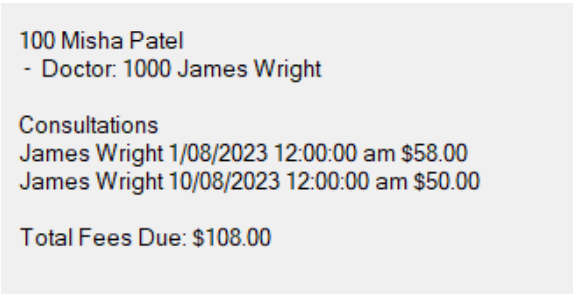 100 Misha Patel
- Doctor: 1000 James Wright
Consultations
James Wright 1/08/2023 12:00:00 am $58.00
James Wright 10/08/2023 12:00:00 am $50.00
Total Fees Due: $108.00